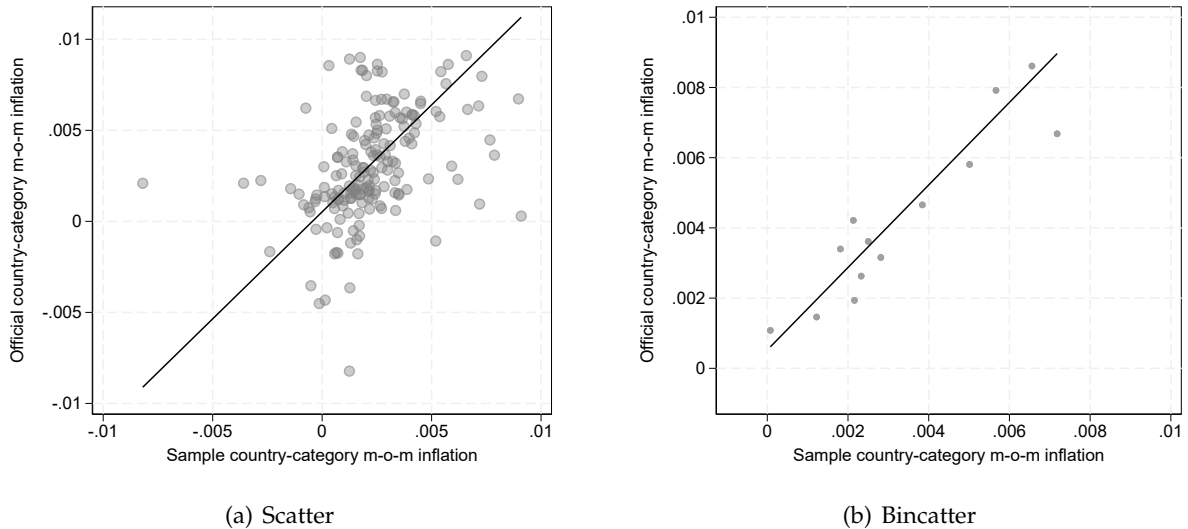 .01
.005
0
-.005
-.01
Official country-category m-o-m inflation
-.01 -.005 0 .005 .01
Sample country-category m-o-m inflation
(a) Scatter
.01
.008
.006
.004
.002
0
Official country-category m-o-m inflation
0 .002 .004 .006 .008 .01
Sample country-category m-o-m inflation
(b) Bincatter